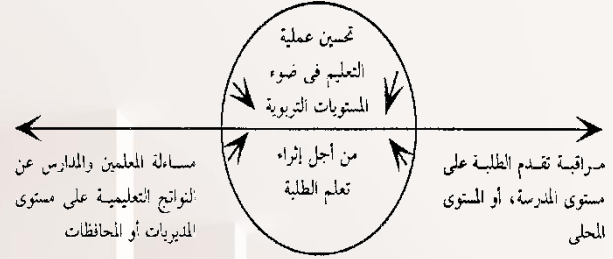 تحسين عملية
التعليم فى ضوء
المستويات التربوية
من أجل إثراء
تعلم الطلبة
مراقبة تقدم الطلبة على
مستوى المدرسة، أو المستوى
المحلى
مساءلة المعلمين والمدارس عن
النواتج التعليمية على مستوى
المديريات أو المحافظات